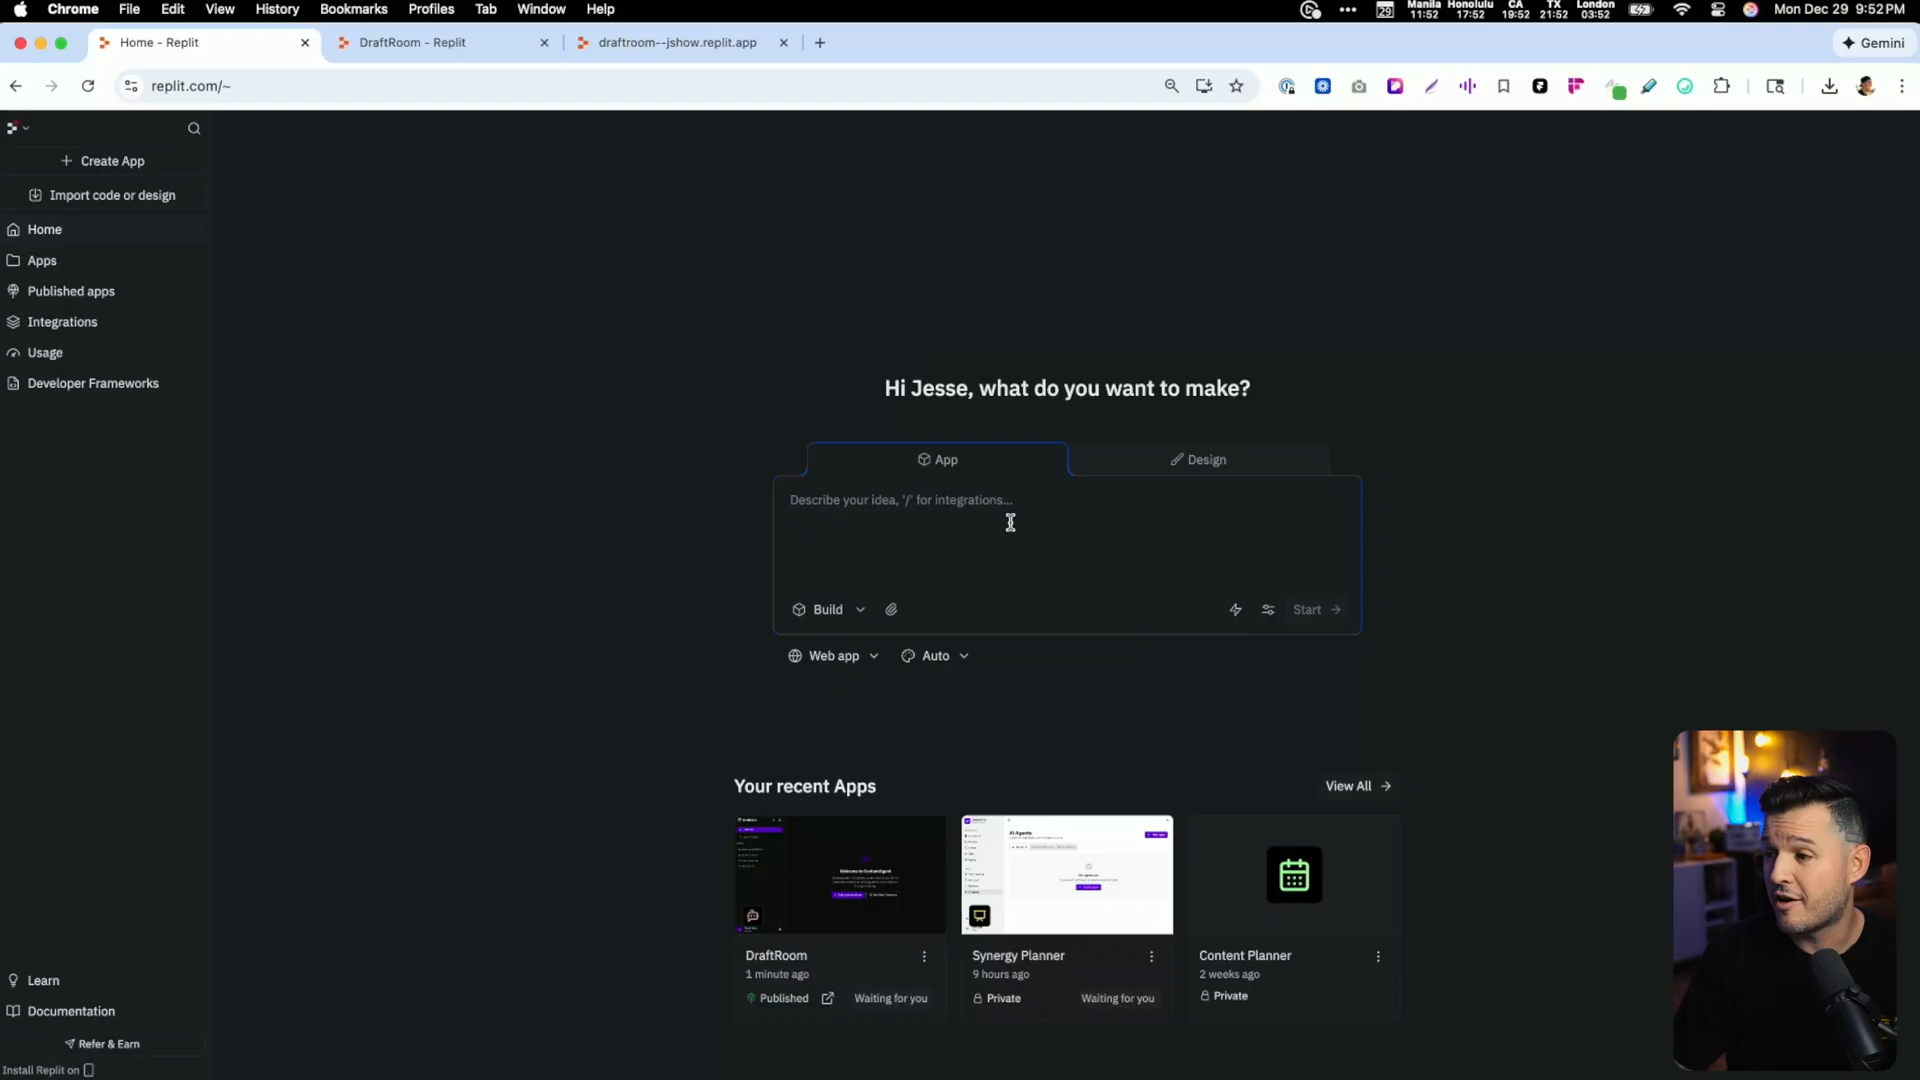 Chrome File Edit View History Bookmarks Profiles Tab Window Help
Manila 11:52 Honolulu 17:52 CA 19:52 TX 21:52 London 03:52 Mon Dec 29 9:52 PM
Home - Replit
DraftRoom - Replit
draftroom--jshow.replit.app
Gemini
replit.com/~
Create App
Import code or design
Home
Apps
Published apps
Integrations
Usage
Developer Frameworks
Hi Jesse, what do you want to make?
App
Design
Describe your idea, '/' for integrations...
Build
Start
Web app
Auto
Your recent Apps
View All
DraftRoom
1 minute ago
Published
Waiting for you
Synergy Planner
9 hours ago
Private
Waiting for you
Content Planner
2 weeks ago
Private
Learn
Documentation
Refer & Earn
Install Replit on